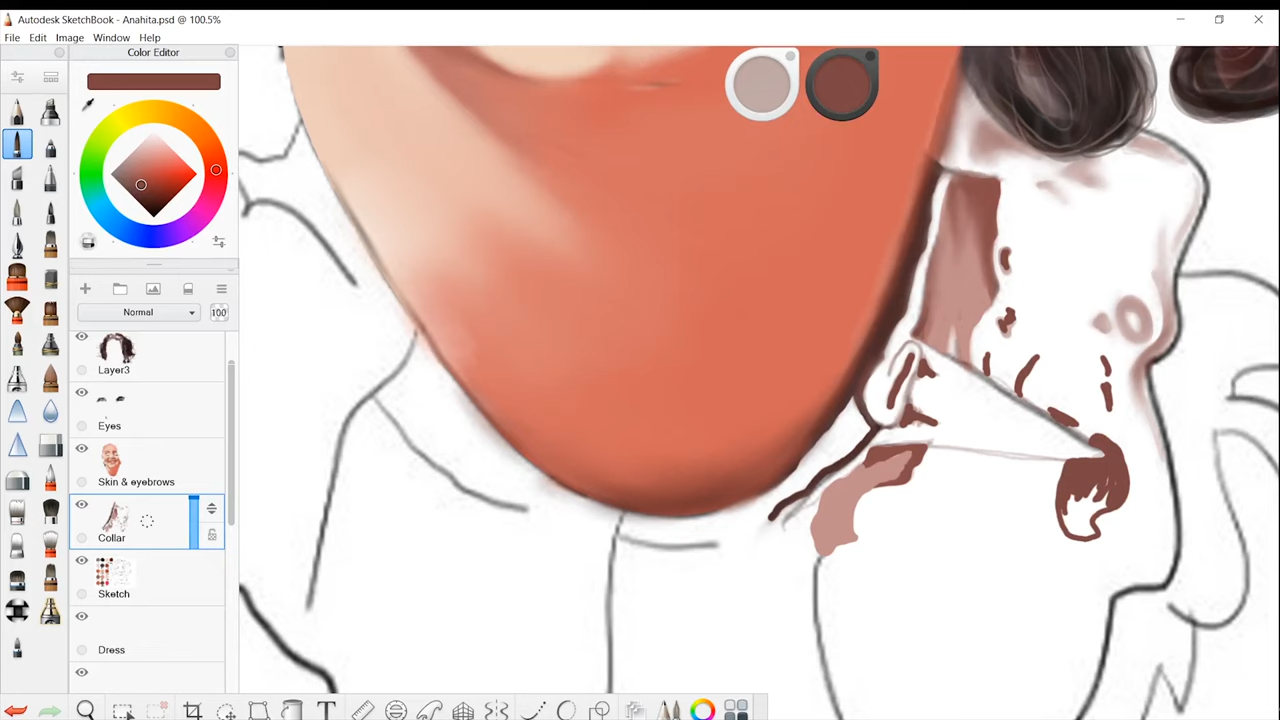 Autodesk SketchBook - Anahita.psd @ 100.5%
File Edit Image Window Help
Color Editor
Normal 100
Layer3
Eyes
Skin & eyebrows
Collar
Sketch
Dress
T